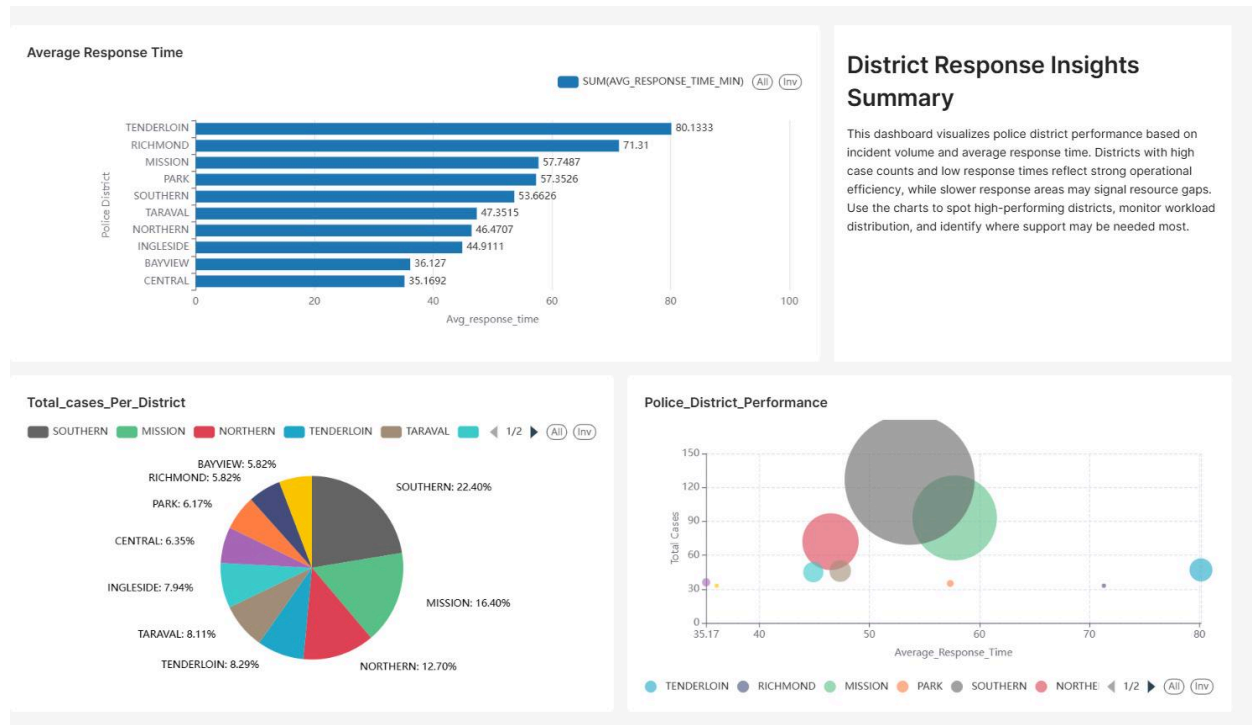 Average Response Time
SUM(AVG_RESPONSE_TIME_MIN) All Inv
TENDERLOIN 80.1333
RICHMOND 71.31
MISSION 57.7487
PARK 57.3526
SOUTHERN 53.6626
TARAVAL 47.3515
NORTHERN 46.4707
INGLESIDE 44.9111
BAYVIEW 36.127
CENTRAL 35.1692
Police District
0 20 40 60 80 100
Avg_response_time
District Response Insights
Summary
This dashboard visualizes police district performance based on
incident volume and average response time. Districts with high
case counts and low response times reflect strong operational
efficiency, while slower response areas may signal resource gaps.
Use the charts to spot high-performing districts, monitor workload
distribution, and identify where support may be needed most.
Total_cases_Per_District
SOUTHERN MISSION NORTHERN TENDERLOIN TARAVAL 1/2 All Inv
BAYVIEW: 5.82%
RICHMOND: 5.82%
SOUTHERN: 22.40%
PARK: 6.17%
CENTRAL: 6.35%
INGLESIDE: 7.94%
MISSION: 16.40%
TARAVAL: 8.11%
TENDERLOIN: 8.29%
NORTHERN: 12.70%
Police_District_Performance
150
120
90
60
30
0
Total Cases
35.17 40 50 60 70 80
Average_Response_Time
TENDERLOIN RICHMOND MISSION PARK SOUTHERN NORTHE 1/2 All Inv